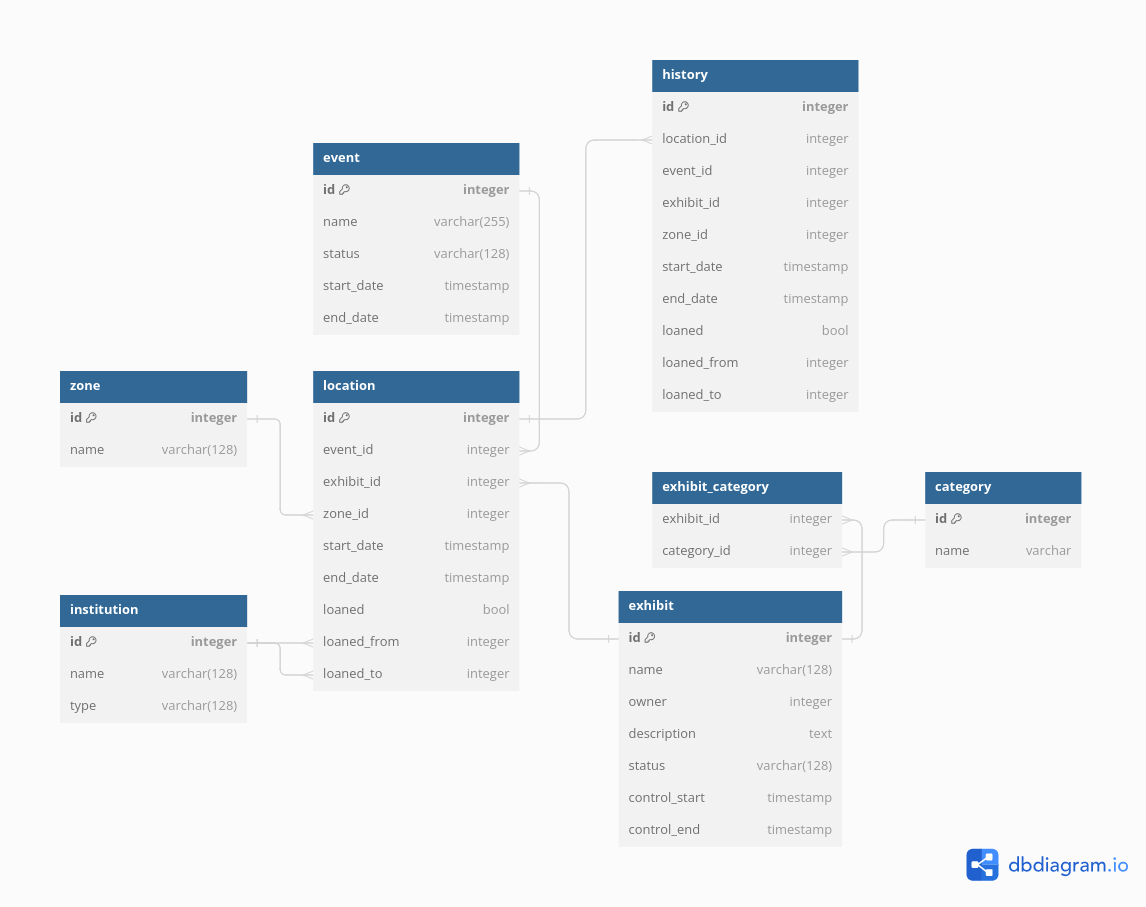 history
id integer
location_id integer
event_id integer
exhibit_id integer
zone_id integer
start_date timestamp
end_date timestamp
loaned bool
loaned_from integer
loaned_to integer
event
id integer
name varchar(255)
status varchar(128)
start_date timestamp
end_date timestamp
zone
id integer
name varchar(128)
location
id integer
event_id integer
exhibit_id integer
zone_id integer
start_date timestamp
end_date timestamp
loaned bool
loaned_from integer
loaned_to integer
institution
id integer
name varchar(128)
type varchar(128)
exhibit_category
exhibit_id integer
category_id integer
category
id integer
name varchar
exhibit
id integer
name varchar(128)
owner integer
description text
status varchar(128)
control_start timestamp
control_end timestamp
dbdiagram.io